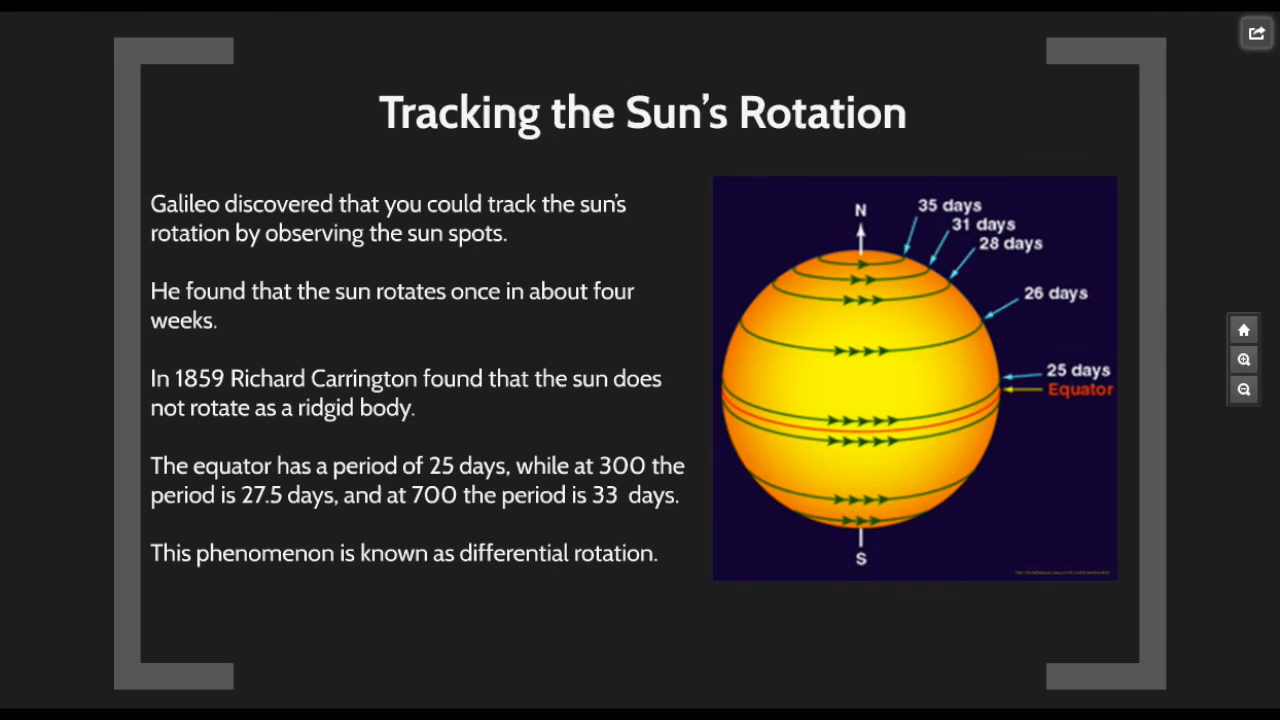 Tracking the Sun's Rotation
Galileo discovered that you could track the sun's
rotation by observing the sun spots.
He found that the sun rotates once in about four
weeks.
In 1859 Richard Carrington found that the sun does
not rotate as a ridgid body.
The equator has a period of 25 days, while at 300 the
period is 27.5 days, and at 700 the period is 33  days.
This phenomenon is known as differential rotation.
N
35 days
31 days
28 days
26 days
25 days
Equator
S